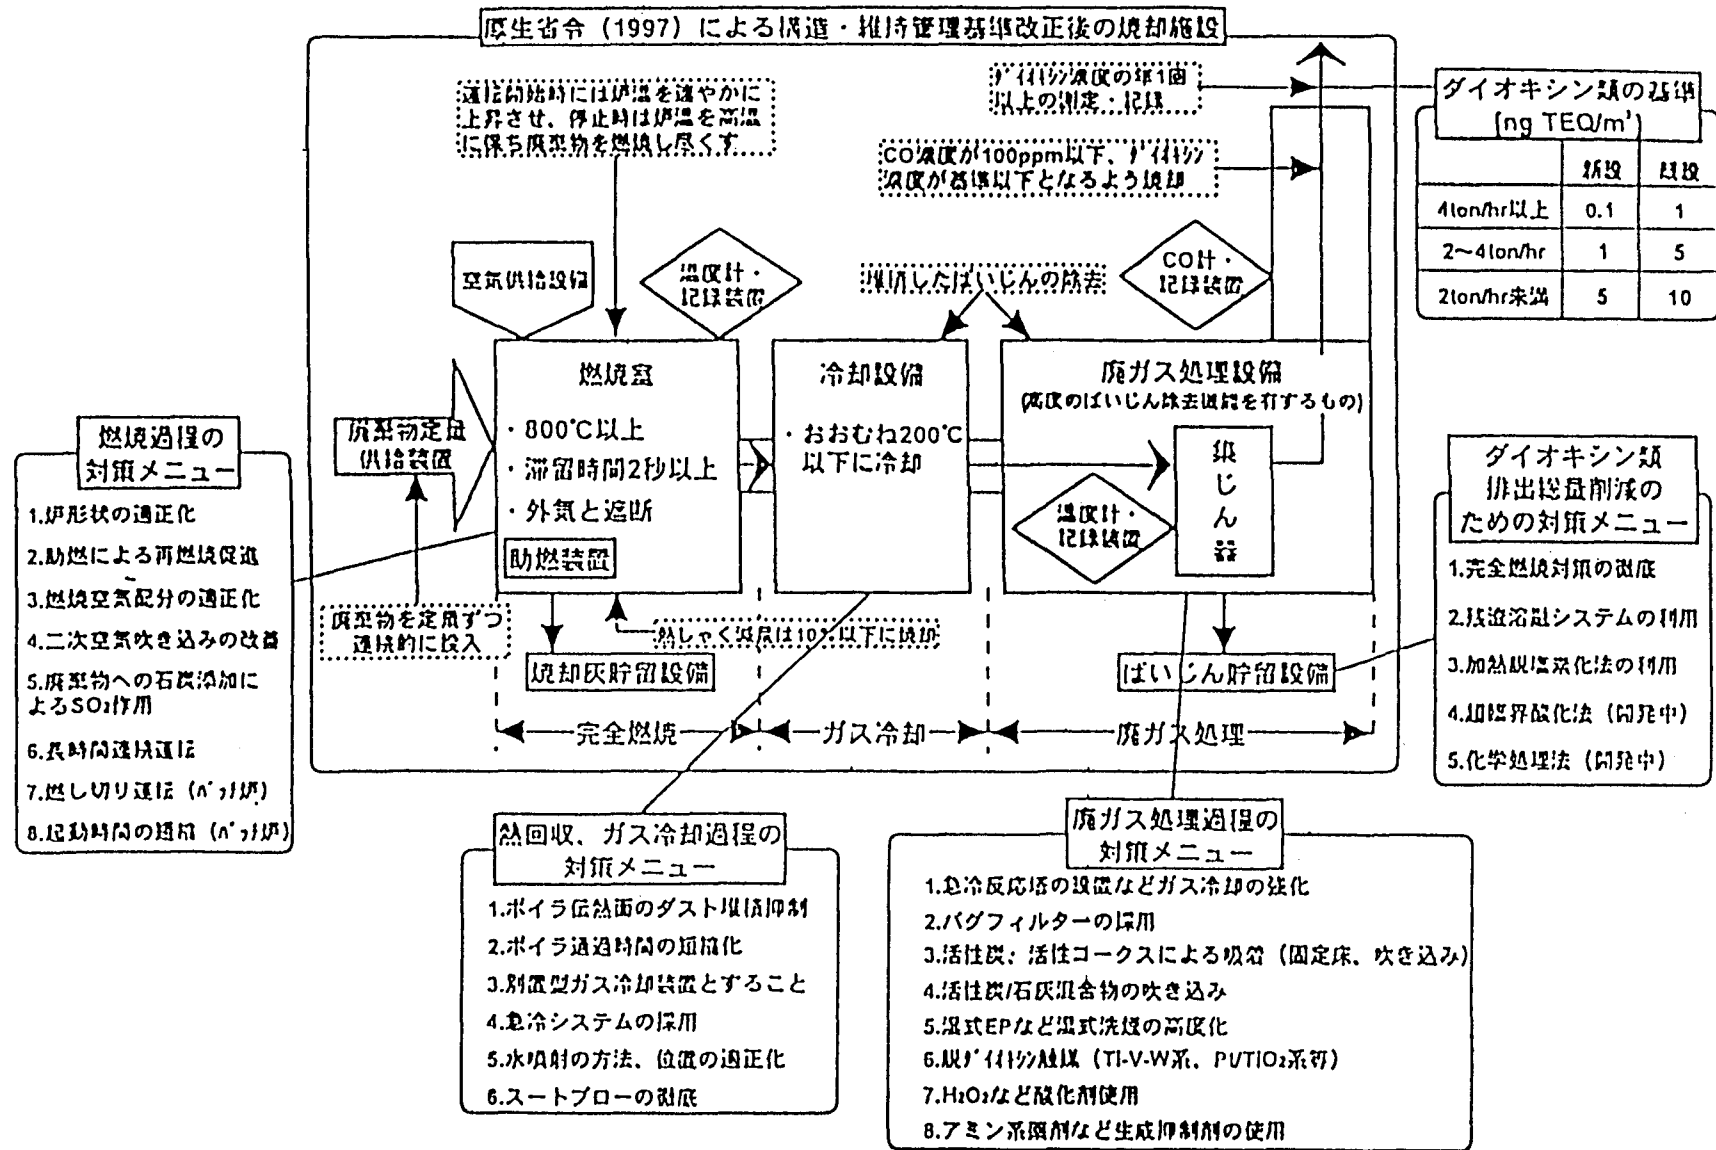 厚生省令（1997）による構造・維持管理基準改正後の焼却施設
運転開始時には炉温を速やかに
上昇させ、停止時は炉温を高温
に保ち廃棄物を燃焼し尽くす
ダイオキシン濃度の年1回
以上の測定・記録
CO濃度が100ppm以下、ダイオキシン
濃度が基準以下となるよう焼却
ダイオキシン類の基準
(ng TEQ/m³)
新設 既設
4ton/hr以上 0.1 1
2～4ton/hr 1 5
2ton/hr未満 5 10
空気供給設備
温度計・
記録装置
堆積したばいじんの除去
CO計・
記録装置
燃焼室
・800℃以上
・滞留時間2秒以上
・外気と遮断
助燃装置
冷却設備
・おおむね200℃
以下に冷却
廃ガス処理設備
(高度のばいじん除去機能を有するもの)
集じん器
温度計・
記録装置
廃棄物定量
供給装置
廃棄物を定量ずつ
連続的に投入
熱しゃく減量は10%以下に焼却
焼却灰貯留設備
ばいじん貯留設備
完全燃焼
ガス冷却
廃ガス処理
燃焼過程の
対策メニュー
1.炉形状の適正化
2.助燃による再燃焼促進
3.燃焼空気配分の適正化
4.二次空気吹き込みの改善
5.廃棄物への石炭添加に
よるSO₂作用
6.長時間連続運転
7.燃し切り運転（バッチ炉）
8.起動時間の短縮（バッチ炉）
熱回収、ガス冷却過程の
対策メニュー
1.ボイラ伝熱面のダスト堆積抑制
2.ボイラ通過時間の短縮化
3.別置型ガス冷却装置とすること
4.急冷システムの採用
5.水噴射の方法、位置の適正化
6.スートブローの徹底
廃ガス処理過程の
対策メニュー
1.急冷反応塔の設置などガス冷却の強化
2.バグフィルターの採用
3.活性炭；活性コークスによる吸着（固定床、吹き込み）
4.活性炭/石灰混合物の吹き込み
5.湿式EPなど湿式洗煙の高度化
6.脱ダイオキシン触媒（Ti-V-W系、Pt/TiO₂系等）
7.H₂O₂など酸化剤使用
8.アミン系薬剤など生成抑制剤の使用
ダイオキシン類
排出総量削減の
ための対策メニュー
1.完全燃焼対策の徹底
2.残渣溶融システムの利用
3.加熱脱塩素化法の利用
4.超臨界酸化法（開発中）
5.化学処理法（開発中）